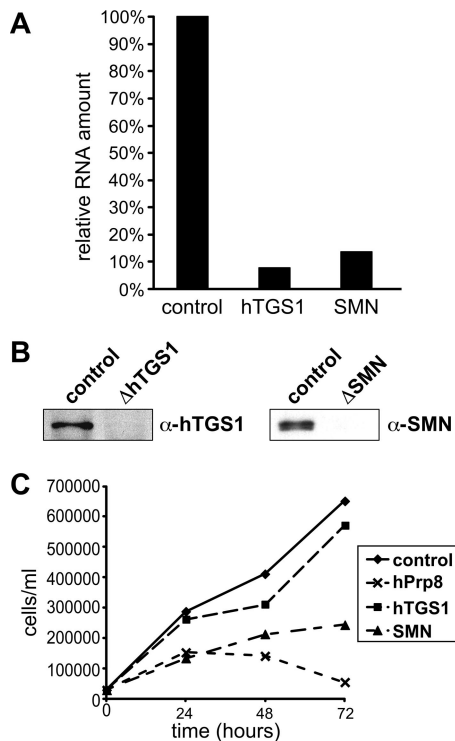 A
relative RNA amount
100%
90%
80%
70%
60%
50%
40%
30%
20%
10%
0%
control hTGS1 SMN
B
control ΔhTGS1 α-hTGS1
control ΔSMN α-SMN
C
cells/ml
700000
600000
500000
400000
300000
200000
100000
0
0 24 48 72
time (hours)
control
hPrp8
hTGS1
SMN